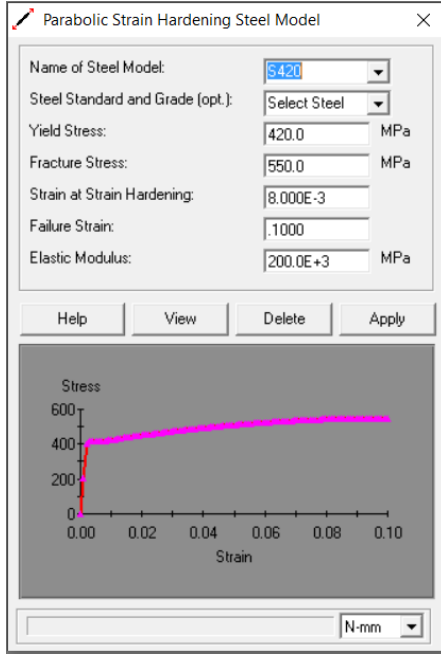 Parabolic Strain Hardening Steel Model
Name of Steel Model: S420
Steel Standard and Grade (opt.): Select Steel
Yield Stress: 420.0 MPa
Fracture Stress: 550.0 MPa
Strain at Strain Hardening: 8.000E-3
Failure Strain: .1000
Elastic Modulus: 200.0E+3 MPa
Help View Delete Apply
Stress
600
400
200
0
0.00 0.02 0.04 0.06 0.08 0.10
Strain
N-mm